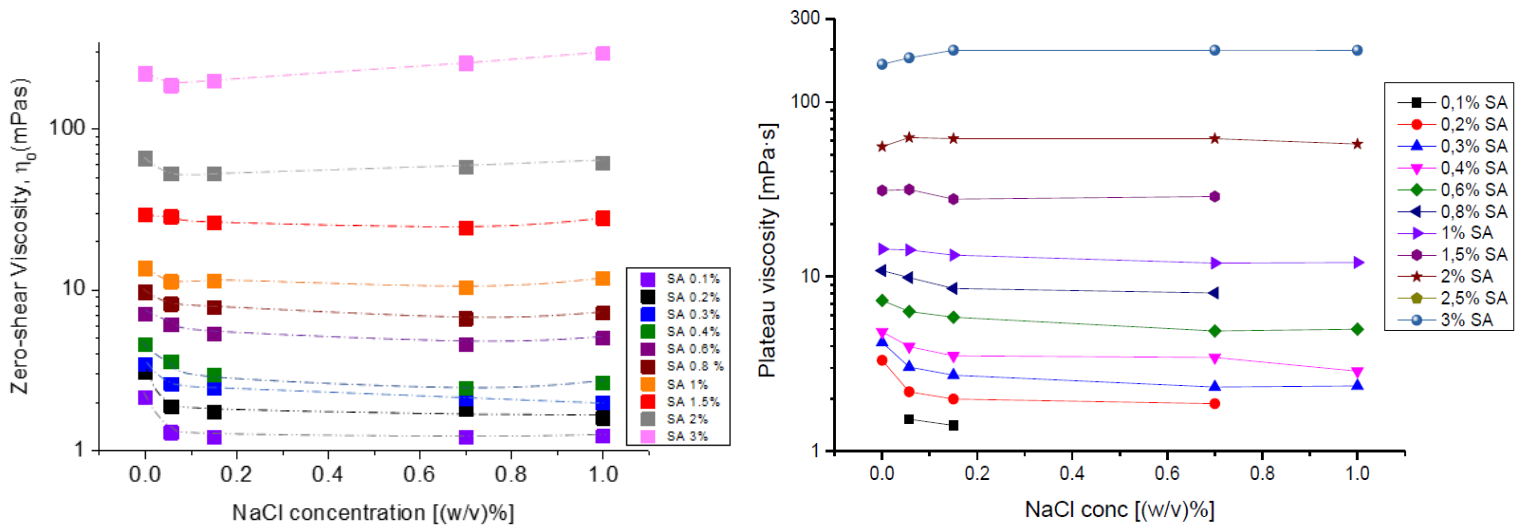 Zero-shear Viscosity, η0(mPas)
100
10
1
0.0
0.2
0.4
0.6
0.8
1.0
NaCl concentration [(w/v)%]
SA 0.1%
SA 0.2%
SA 0.3%
SA 0.4%
SA 0.6%
SA 0.8 %
SA 1%
SA 1.5%
SA 2%
SA 3%
Plateau viscosity [mPa·s]
300
100
10
1
0.0
0.2
0.4
0.6
0.8
1.0
NaCl conc [(w/v)%]
0,1% SA
0,2% SA
0,3% SA
0,4% SA
0,6% SA
0,8% SA
1% SA
1,5% SA
2% SA
2,5% SA
3% SA